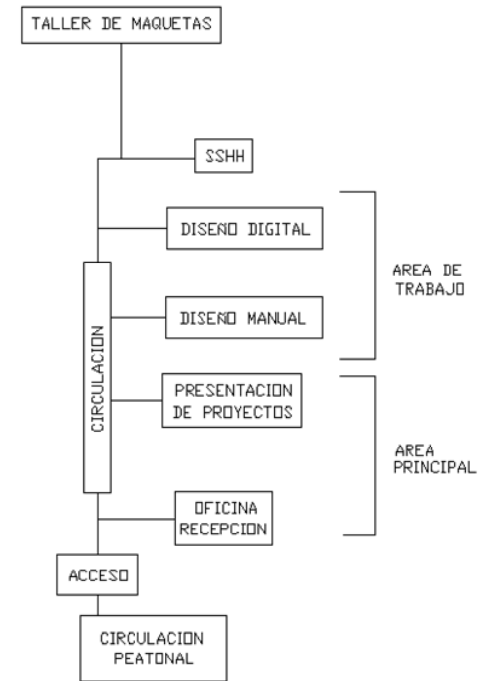 TALLER DE MAQUETAS
SSHH
DISEÑO DIGITAL
AREA DE
TRABAJO
DISEÑO MANUAL
CIRCULACION
PRESENTACION
DE PROYECTOS
AREA
PRINCIPAL
OFICINA
RECEPCION
ACCESO
CIRCULACION
PEATONAL